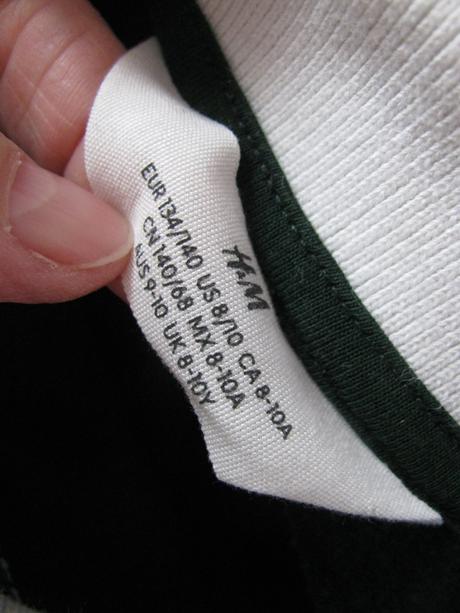 H&M
EUR 134/140 US 8/10 CA 8-10A
CN 140/68 MX 8-10A
AUS 9-10 UK 8-10Y